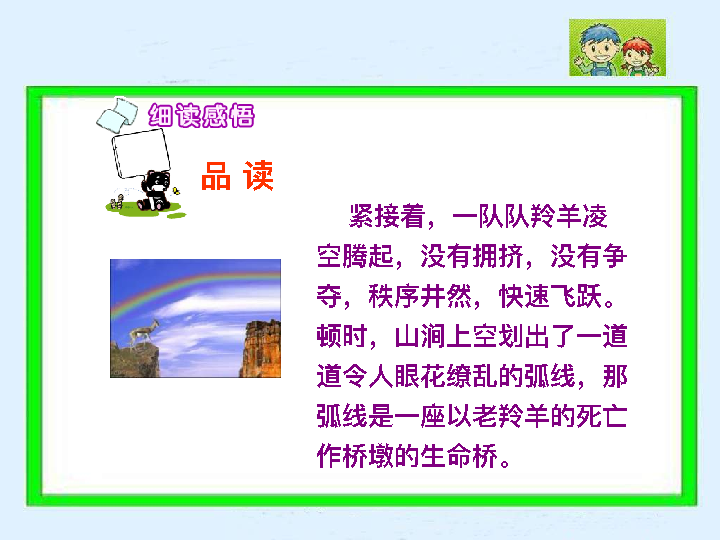 细读感悟
品 读
紧接着，一队队羚羊凌
空腾起，没有拥挤，没有争
夺，秩序井然，快速飞跃。
顿时，山涧上空划出了一道
道令人眼花缭乱的弧线，那
弧线是一座以老羚羊的死亡
作桥墩的生命桥。